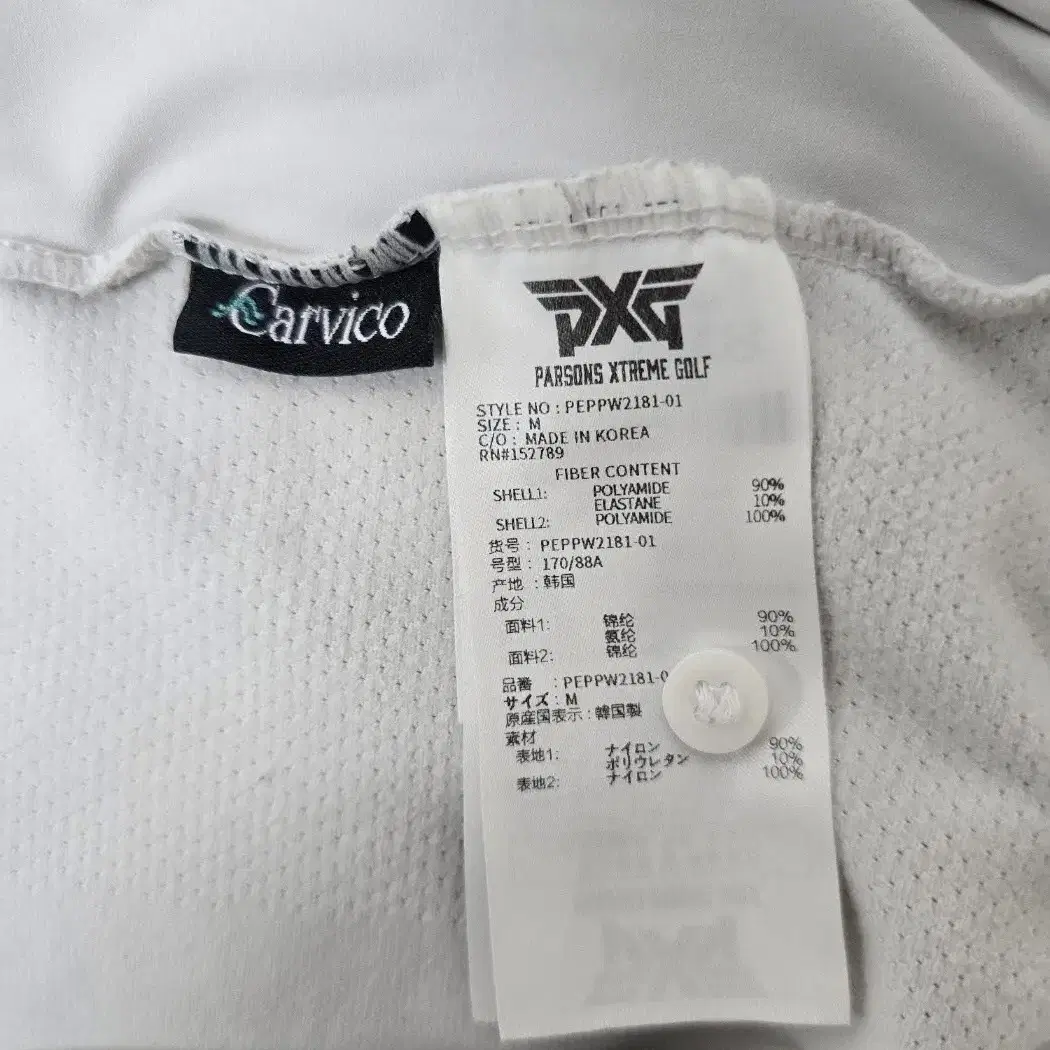 Carvico
PXG
PARSONS XTREME GOLF
STYLE NO : PEPPW2181-01
SIZE : M
C/O : MADE IN KOREA
RN#152789
FIBER CONTENT
SHELL1: POLYAMIDE 90%
ELASTANE 10%
SHELL2: POLYAMIDE 100%
货号 : PEPPW2181-01
号型 : 170/88A
产地 : 韩国
成分
面料1: 锦纶 90%
氨纶 10%
面料2: 锦纶 100%
品番 : PEPPW2181-0
サイズ : M
原産国表示 : 韓国製
素材
表地1: ナイロン 90%
ポリウレタン 10%
表地2: ナイロン 100%